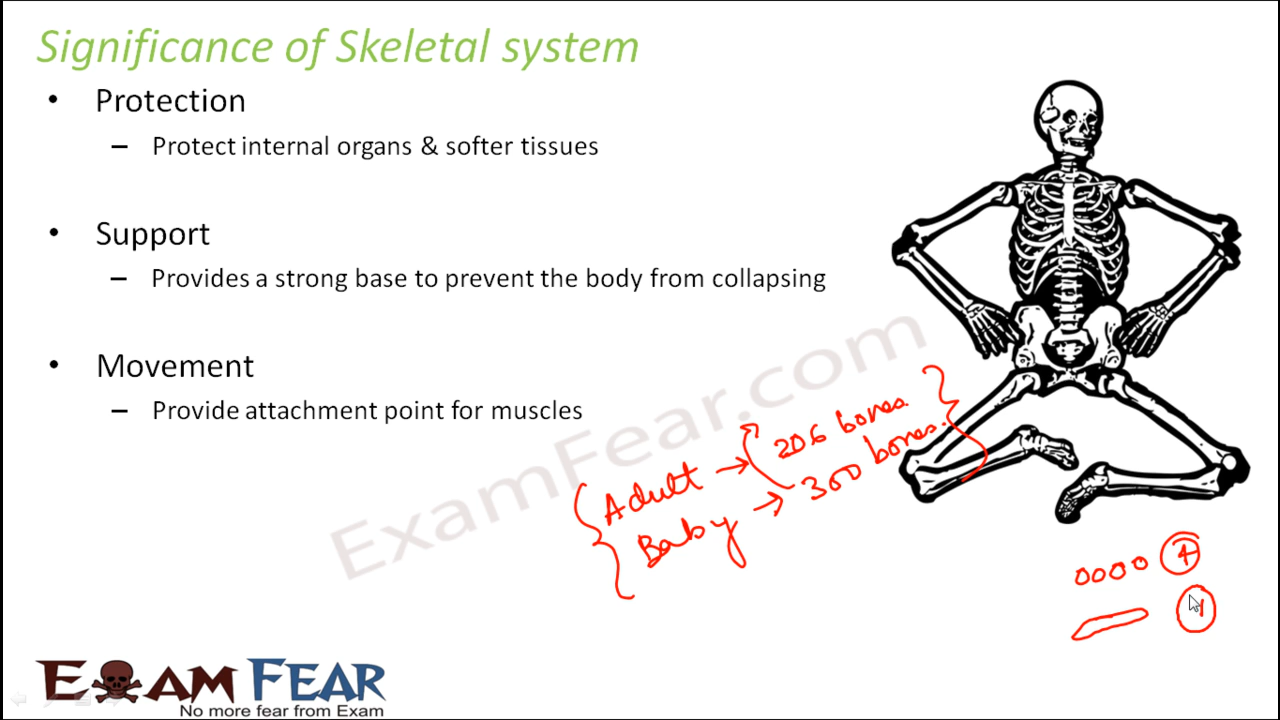 Significance of Skeletal system
• Protection
– Protect internal organs & softer tissues
• Support
– Provides a strong base to prevent the body from collapsing
• Movement
– Provide attachment point for muscles
Adult → 206 bones.
Baby → 300 bones.
0000 4
1
ExamFear.com
EXAM FEAR
No more fear from Exam